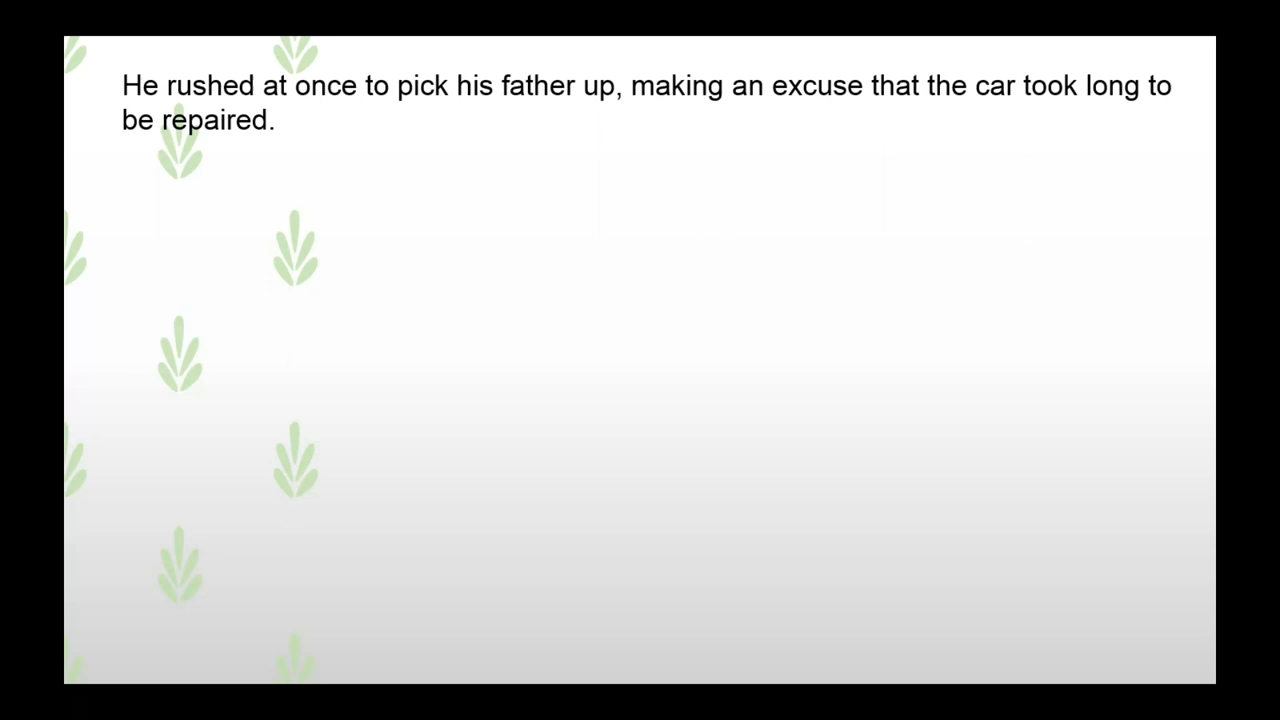 He rushed at once to pick his father up, making an excuse that the car took long to
be repaired.